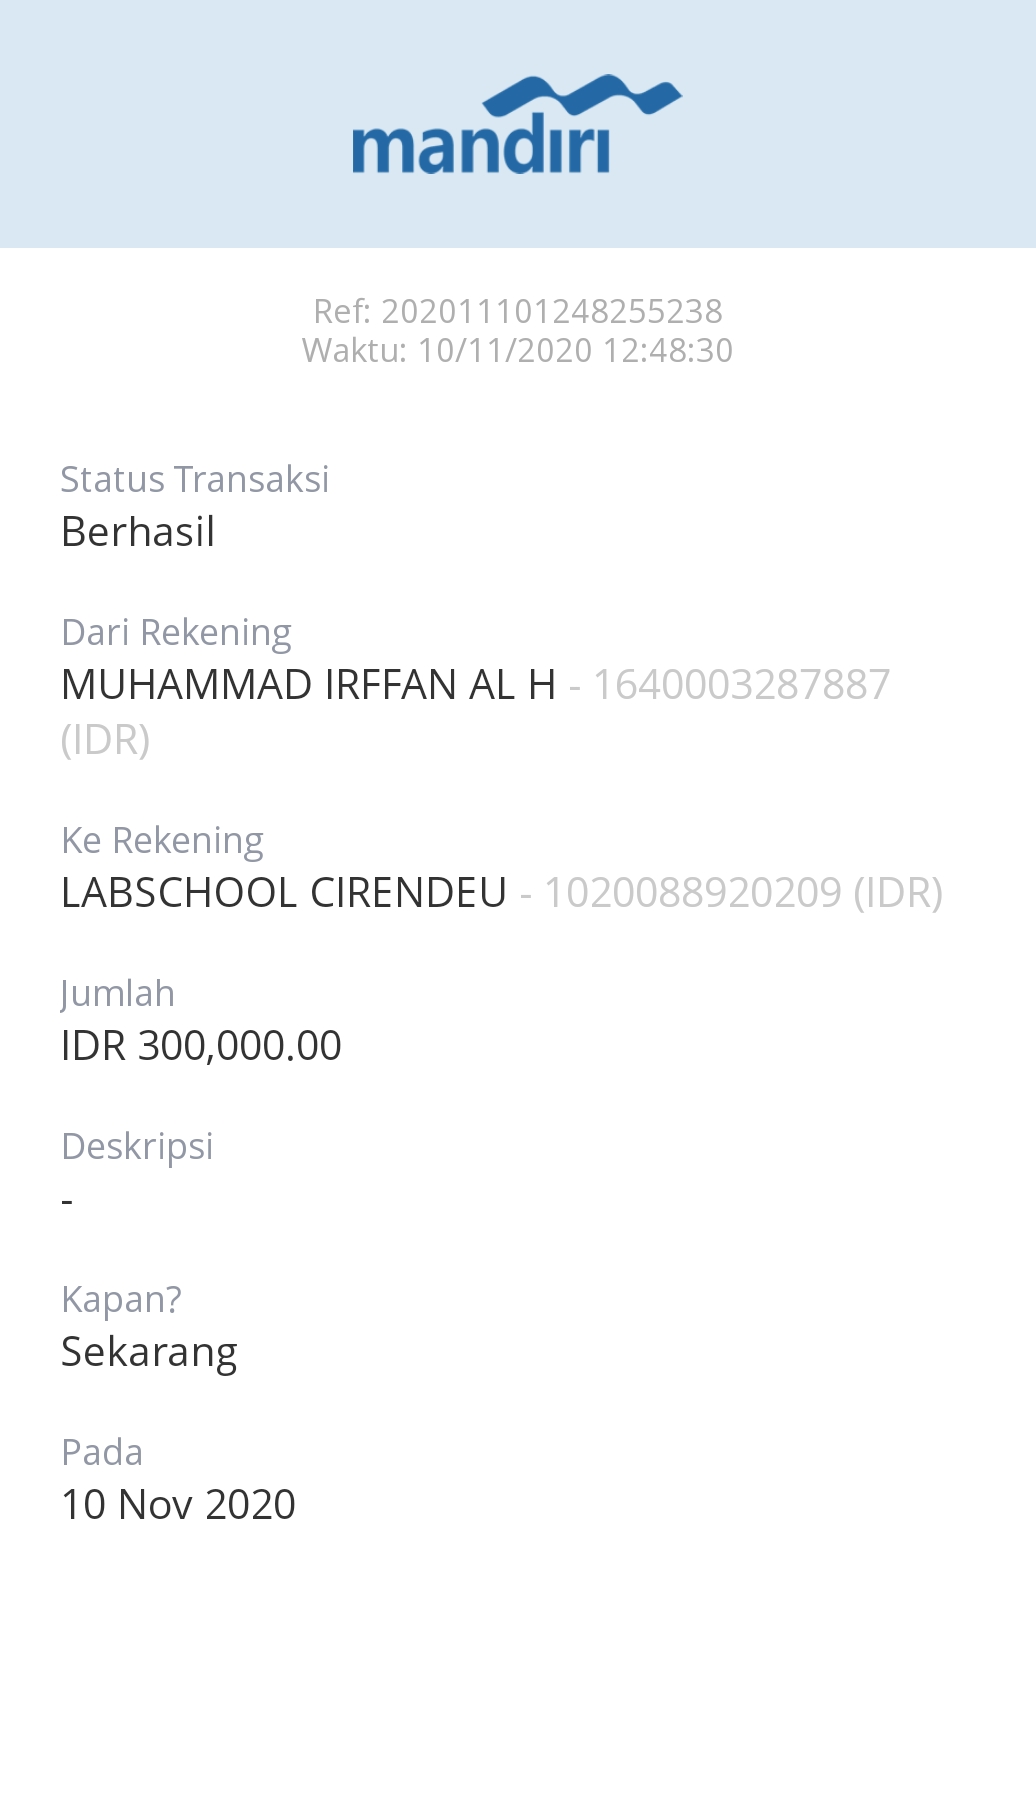 mandiri
Ref: 202011101248255238
Waktu: 10/11/2020 12:48:30
Status Transaksi
Berhasil
Dari Rekening
MUHAMMAD IRFFAN AL H - 1640003287887
(IDR)
Ke Rekening
LABSCHOOL CIRENDEU - 1020088920209 (IDR)
Jumlah
IDR 300,000.00
Deskripsi
-
Kapan?
Sekarang
Pada
10 Nov 2020